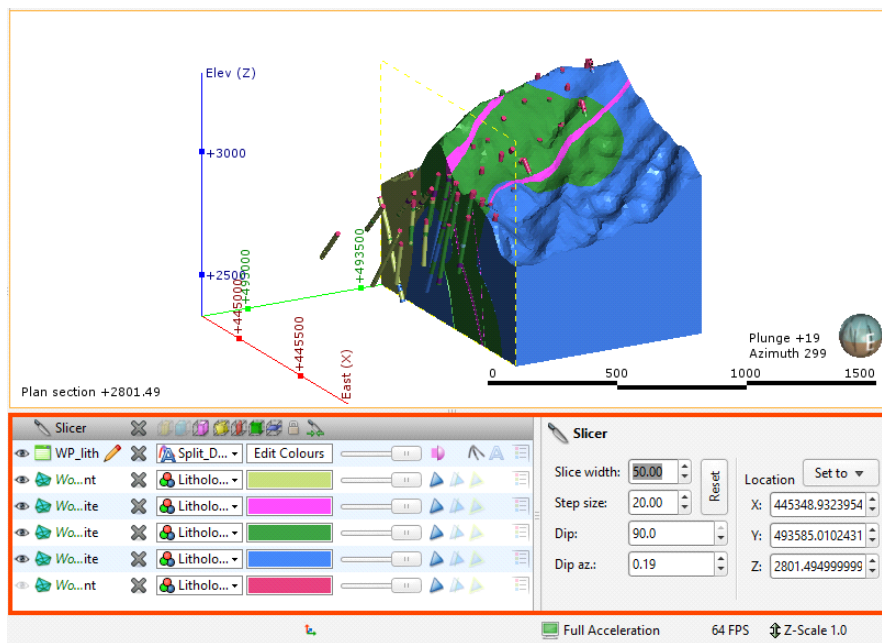 Elev (Z)
+3000
+2500
+493000
+493500
+445000
+445500
East (X)
Plunge +19
Azimuth 299
0 500 1000 1500
Plan section +2801.49
Slicer
WP_lith Split_D... Edit Colours
Wo...nt Litholo...
Wo...ite Litholo...
Wo...ite Litholo...
Wo...ite Litholo...
Wo...nt Litholo...
Slicer
Slice width: 50.00
Step size: 20.00
Reset
Dip: 90.0
Dip az.: 0.19
Location Set to
X: 445348.9323954
Y: 493585.0102431
Z: 2801.494999999
Full Acceleration 64 FPS Z-Scale 1.0